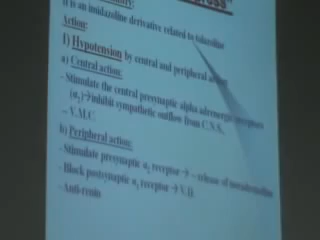 It is an imidazoline derivative related to tolazoline
Action:
1) Hypotension by central and peripheral action
a) Central action:
- Stimulate the central presynaptic alpha adrenergic receptors
(α₂) → inhibit sympathetic outflow from C.N.S.
- V.M.C
b) Peripheral action:
- Stimulate presynaptic α₂ receptor → - release of noradrenaline
- Block postsynaptic α₂ receptor → V.D.
- Anti-renin